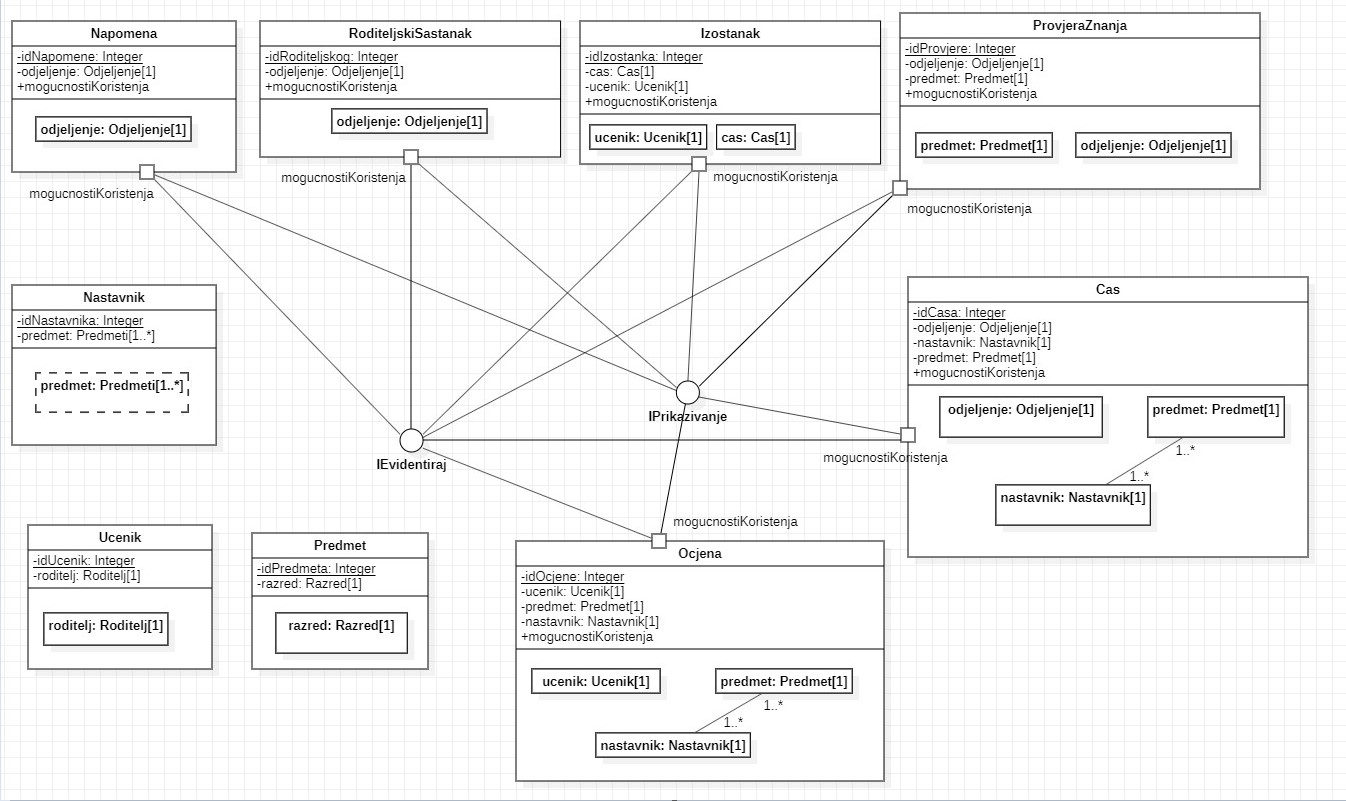 Napomena
-idNapomene: Integer
-odjeljenje: Odjeljenje[1]
+mogucnostiKoristenja
odjeljenje: Odjeljenje[1]
mogucnostiKoristenja
RoditeljskiSastanak
-idRoditeljskog: Integer
-odjeljenje: Odjeljenje[1]
+mogucnostiKoristenja
odjeljenje: Odjeljenje[1]
mogucnostiKoristenja
Izostanak
-idIzostanka: Integer
-cas: Cas[1]
-ucenik: Ucenik[1]
+mogucnostiKoristenja
ucenik: Ucenik[1]
cas: Cas[1]
mogucnostiKoristenja
ProvjeraZnanja
-idProvjere: Integer
-odjeljenje: Odjeljenje[1]
-predmet: Predmet[1]
+mogucnostiKoristenja
predmet: Predmet[1]
odjeljenje: Odjeljenje[1]
mogucnostiKoristenja
Nastavnik
-idNastavnika: Integer
-predmet: Predmeti[1..*]
predmet: Predmeti[1..*]
IEvidentiraj
IPrikazivanje
Cas
-idCasa: Integer
-odjeljenje: Odjeljenje[1]
-nastavnik: Nastavnik[1]
-predmet: Predmet[1]
+mogucnostiKoristenja
odjeljenje: Odjeljenje[1]
predmet: Predmet[1]
1..*
1..*
nastavnik: Nastavnik[1]
mogucnostiKoristenja
Ucenik
-idUcenik: Integer
-roditelj: Roditelj[1]
roditelj: Roditelj[1]
Predmet
-idPredmeta: Integer
-razred: Razred[1]
razred: Razred[1]
mogucnostiKoristenja
Ocjena
-idOcjene: Integer
-ucenik: Ucenik[1]
-predmet: Predmet[1]
-nastavnik: Nastavnik[1]
+mogucnostiKoristenja
ucenik: Ucenik[1]
predmet: Predmet[1]
1..*
1..*
nastavnik: Nastavnik[1]